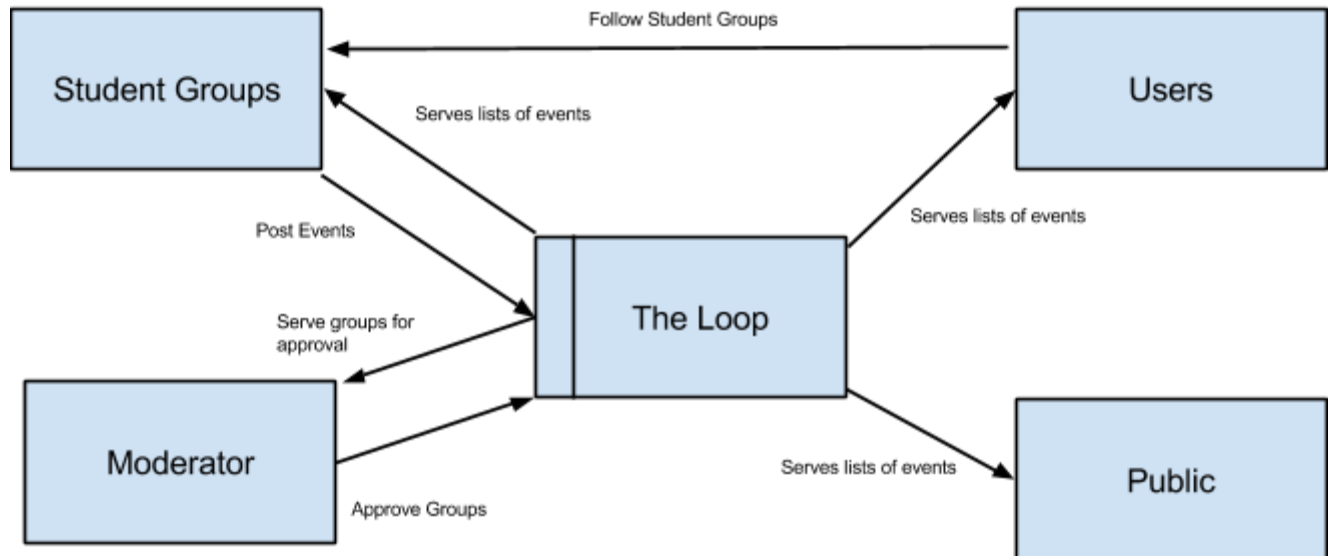 Follow Student Groups
Student Groups
Users
Serves lists of events
Serves lists of events
Post Events
The Loop
Serve groups for
approval
Moderator
Approve Groups
Serves lists of events
Public